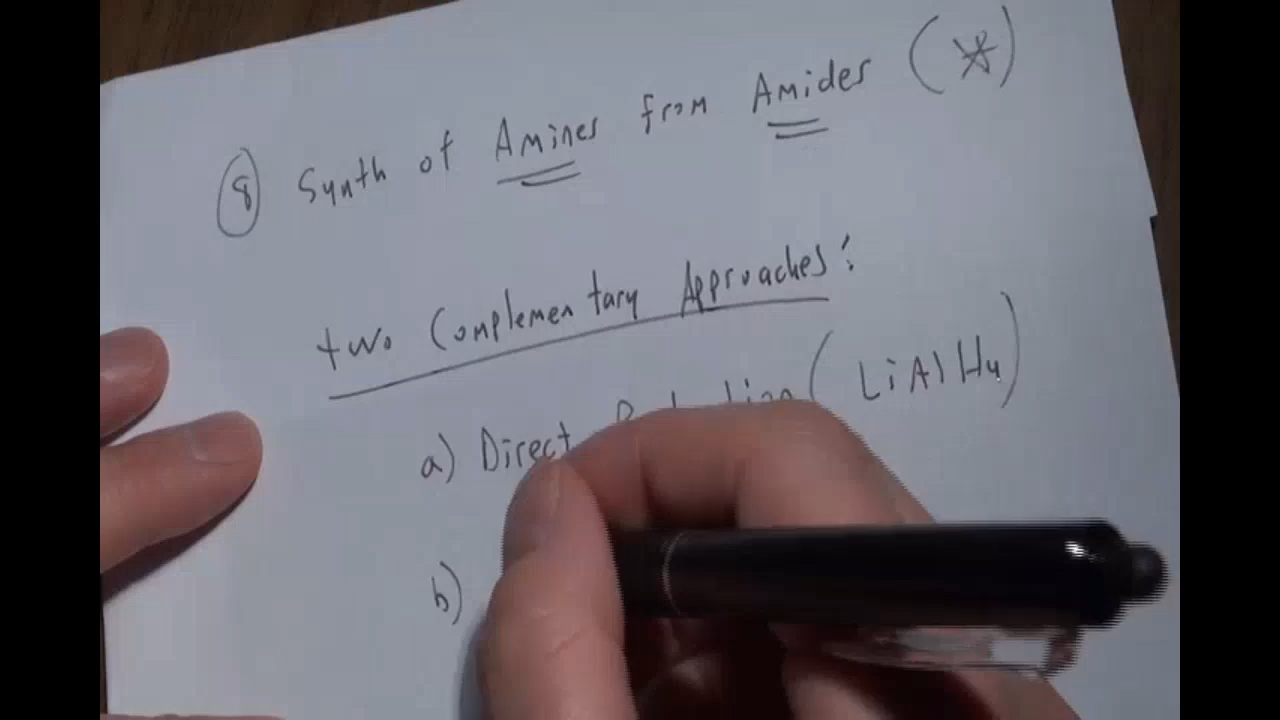 8 Synth of Amines from Amides (*)
two Complementary Approaches:
a) Direct (LiAlH4)
b)